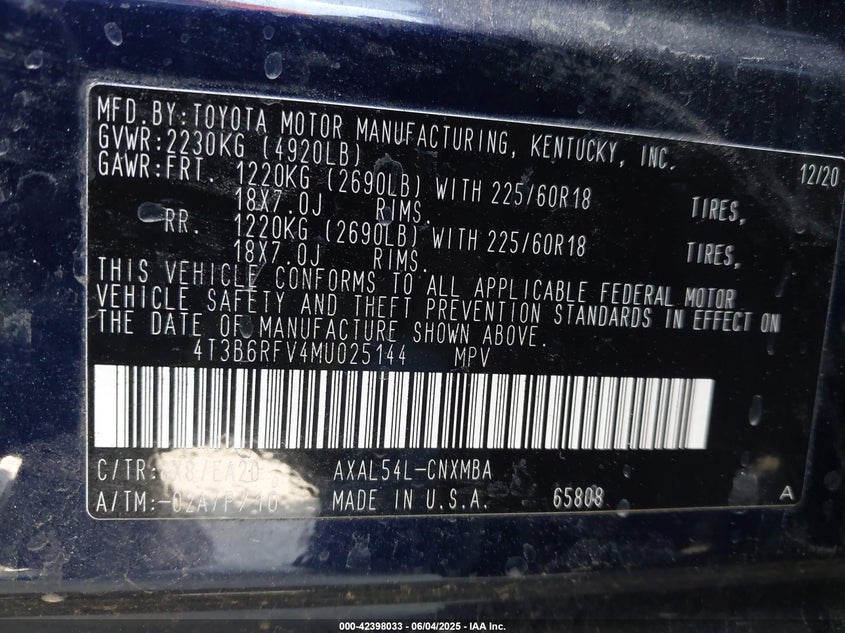 MFD.BY:TOYOTA MOTOR MANUFACTURING, KENTUCKY, INC.
GVWR:2230KG (4920LB) 12/20
GAWR:FRT. 1220KG (2690LB) WITH 225/60R18 TIRES,
18X7.0J RIMS.
RR. 1220KG (2690LB) WITH 225/60R18 TIRES,
18X7.0J RIMS.
THIS VEHICLE CONFORMS TO ALL APPLICABLE FEDERAL MOTOR
VEHICLE SAFETY AND THEFT PREVENTION STANDARDS IN EFFECT ON
THE DATE OF MANUFACTURE SHOWN ABOVE.
4T3B6RFV4MU025144 MPV
C/TR: AXAL54L-CNXMBA
A/TM: MADE IN U.S.A. 65808 A
000-42398033 — 06/04/2025 - IAA Inc.